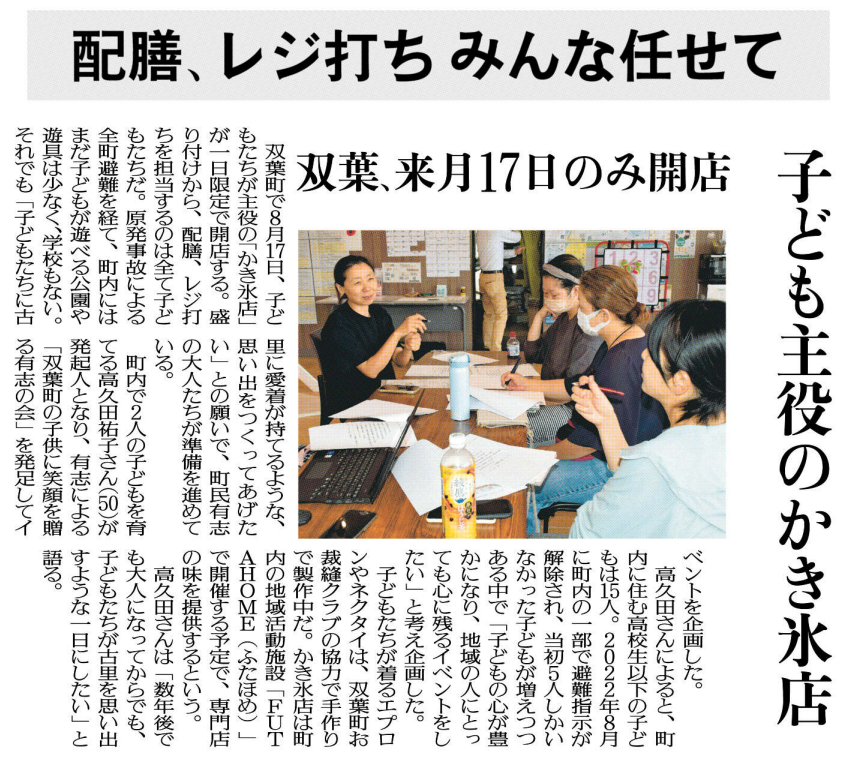 配膳、レジ打ち みんな任せて
子ども主役のかき氷店
双葉、来月17日のみ開店
双葉町で8月17日、子ど
もたちが主役の「かき氷店」
が一日限定で開店する。盛
り付けから、配膳、レジ打
ちを担当するのは全て子ど
もたちだ。原発事故による
全町避難を経て、町内には
まだ子どもが遊べる公園や
遊具は少なく、学校もない。
それでも「子どもたちに古
里に愛着が持てるような、
思い出をつくってあげた
い」との願いで、町民有志
の大人たちが準備を進めて
いる。
町内で2人の子どもを育
てる高久田祐子さん(50)が
発起人となり、有志による
「双葉町の子供に笑顔を贈
る有志の会」を発足してイ
ベントを企画した。
高久田さんによると、町
内に住む高校生以下の子ど
もは15人。2022年8月
に町内の一部で避難指示が
解除され、当初5人しかい
なかった子どもが増えつつ
ある中で「子どもの心が豊
かになり、地域の人にとっ
ても心に残るイベントをし
たい」と考え企画した。
子どもたちが着るエプロ
ンやネクタイは、双葉町お
裁縫クラブの協力で手作り
で製作中だ。かき氷店は町
内の地域活動施設「FUT
AHOME(ふたほめ)」
で開催する予定で、専門店
の味を提供するという。
高久田さんは「数年後で
も大人になってからでも、
子どもたちが古里を思い出
すような一日にしたい」と
語る。